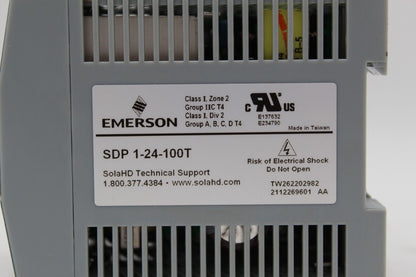 B-5
EMERSON
Class I, Zone 2
Group IIC T4
Class I, Div 2
Group A, B, C, D T4
C RU US
E137632
E234790
Made in Taiwan
SDP 1-24-100T
SolaHD Technical Support
1.800.377.4384 • www.solahd.com
Risk of Electrical Shock
Do Not Open
TW262202982
2112269601 AA